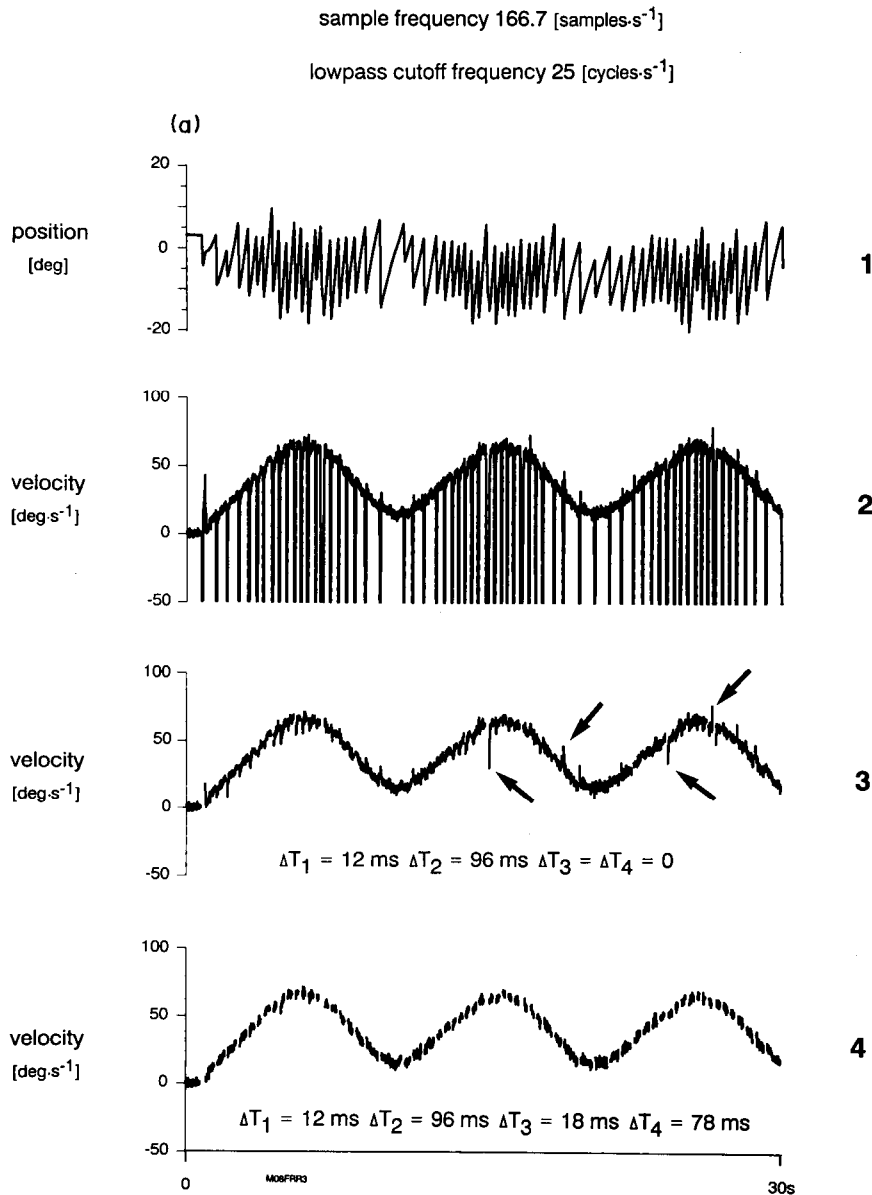 sample frequency 166.7 [samples·s⁻¹]
lowpass cutoff frequency 25 [cycles·s⁻¹]
(a)
20
0
-20
position
[deg]
1
100
50
0
-50
velocity
[deg·s⁻¹]
2
100
50
0
-50
velocity
[deg·s⁻¹]
3
ΔT₁ = 12 ms ΔT₂ = 96 ms ΔT₃ = ΔT₄ = 0
100
50
0
-50
velocity
[deg·s⁻¹]
4
ΔT₁ = 12 ms ΔT₂ = 96 ms ΔT₃ = 18 ms ΔT₄ = 78 ms
0
M08FRR3
30s